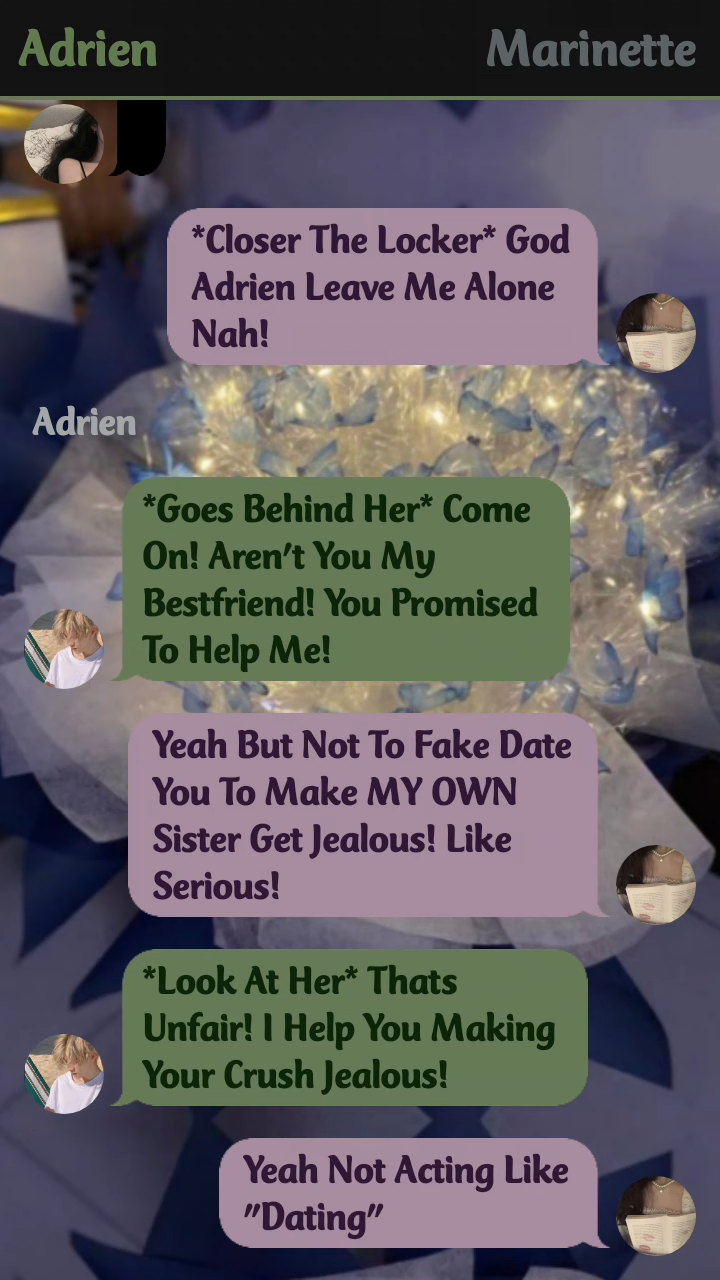 Adrien
Marinette
*Closer The Locker* God
Adrien Leave Me Alone
Nah!
Adrien
*Goes Behind Her* Come
On! Aren't You My
Bestfriend! You Promised
To Help Me!
Yeah But Not To Fake Date
You To Make MY OWN
Sister Get Jealous! Like
Serious!
*Look At Her* Thats
Unfair! I Help You Making
Your Crush Jealous!
Yeah Not Acting Like
"Dating"